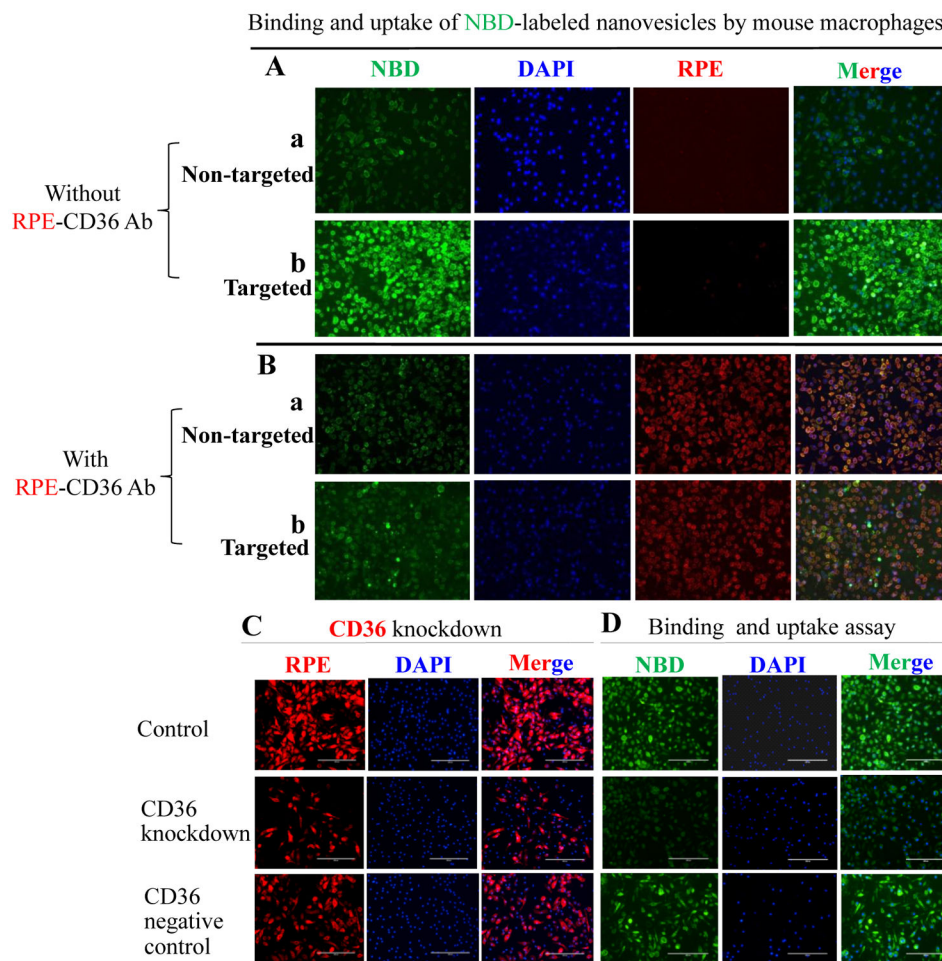 Binding and uptake of NBD-labeled nanovesicles by mouse macrophages
A
NBD DAPI RPE Merge
Without
RPE-CD36 Ab
a
Non-targeted
b
Targeted
B
With
RPE-CD36 Ab
a
Non-targeted
b
Targeted
C CD36 knockdown
RPE DAPI Merge
D Binding and uptake assay
NBD DAPI Merge
Control
CD36
knockdown
CD36
negative
control